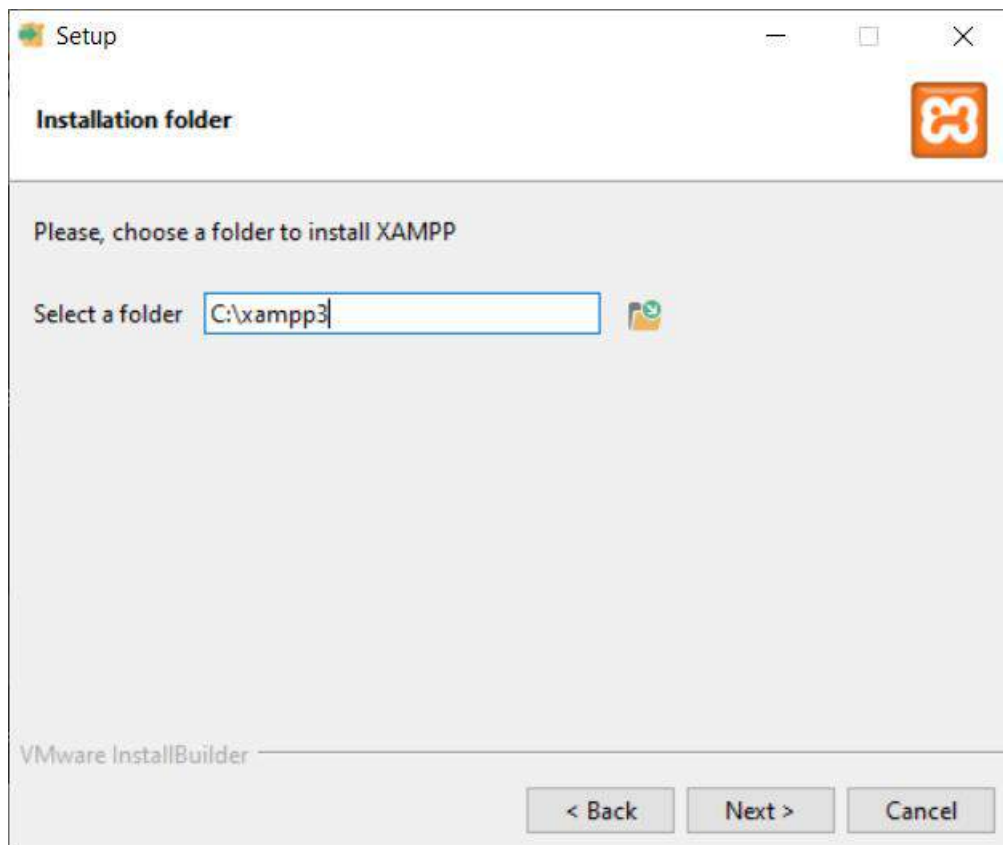 Setup
Installation folder
Please, choose a folder to install XAMPP
Select a folder C:\xampp3
VMware InstallBuilder
< Back Next > Cancel